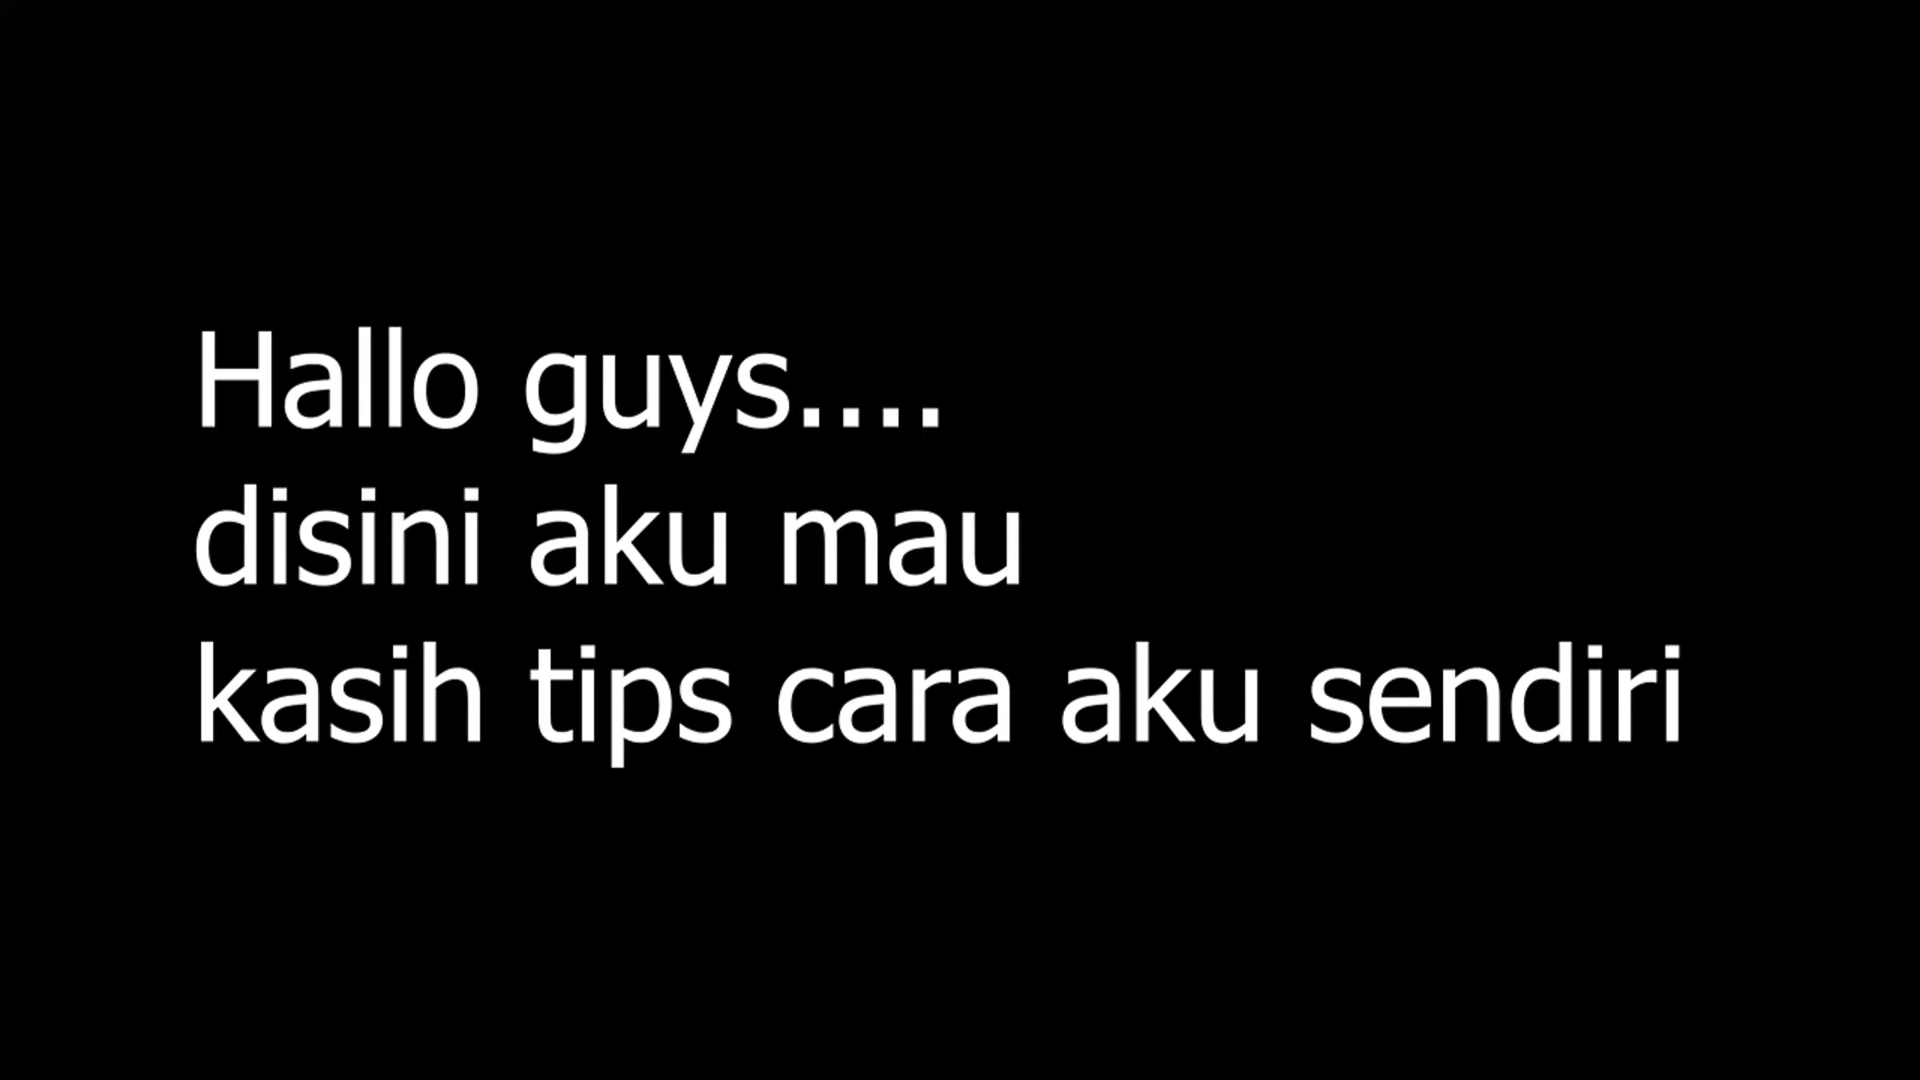 Hallo guys....
disini aku mau
kasih tips cara aku sendiri